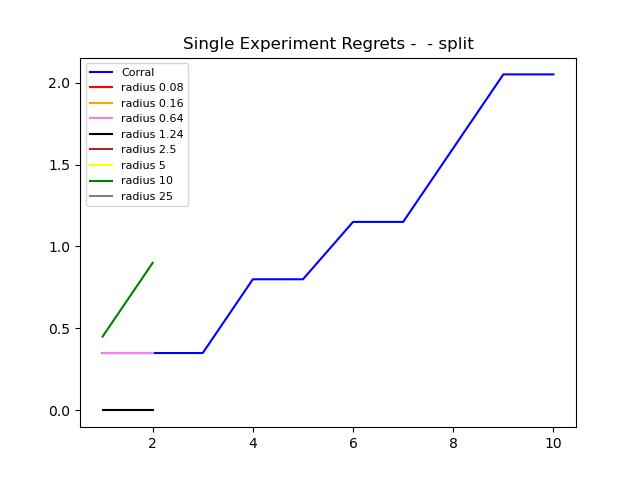 Single Experiment Regrets -  - split
Corral
radius 0.08
radius 0.16
radius 0.64
radius 1.24
radius 2.5
radius 5
radius 10
radius 25
2.0
1.5
1.0
0.5
0.0
2 4 6 8 10